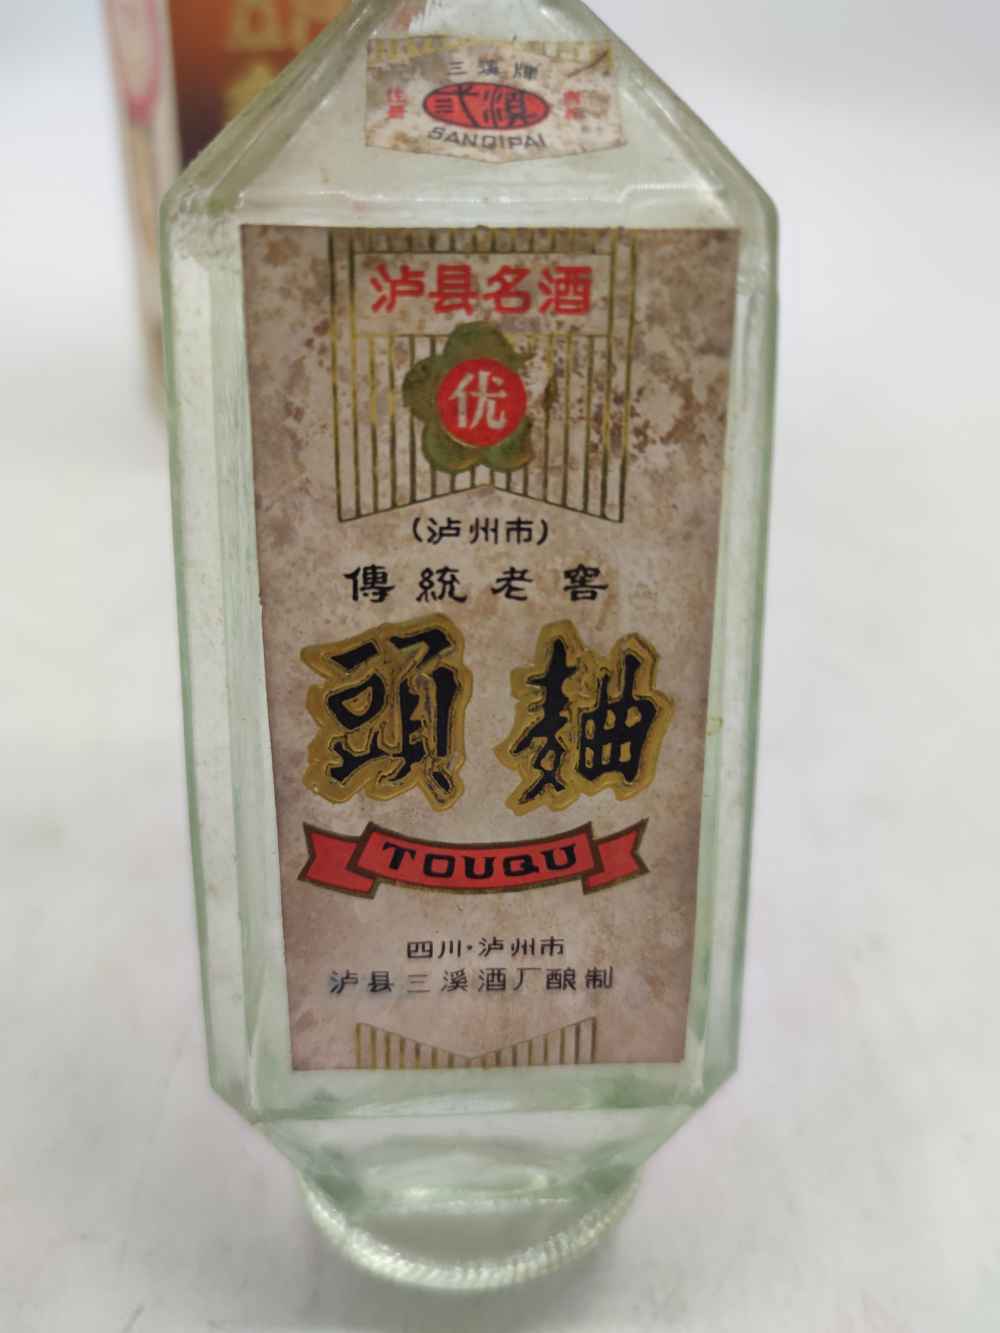 三溪牌
SANQIPAI
泸县名酒
优
(泸州市)
傳統老窖
頭麯
TOUQU
四川·泸州市
泸县三溪酒厂酿制